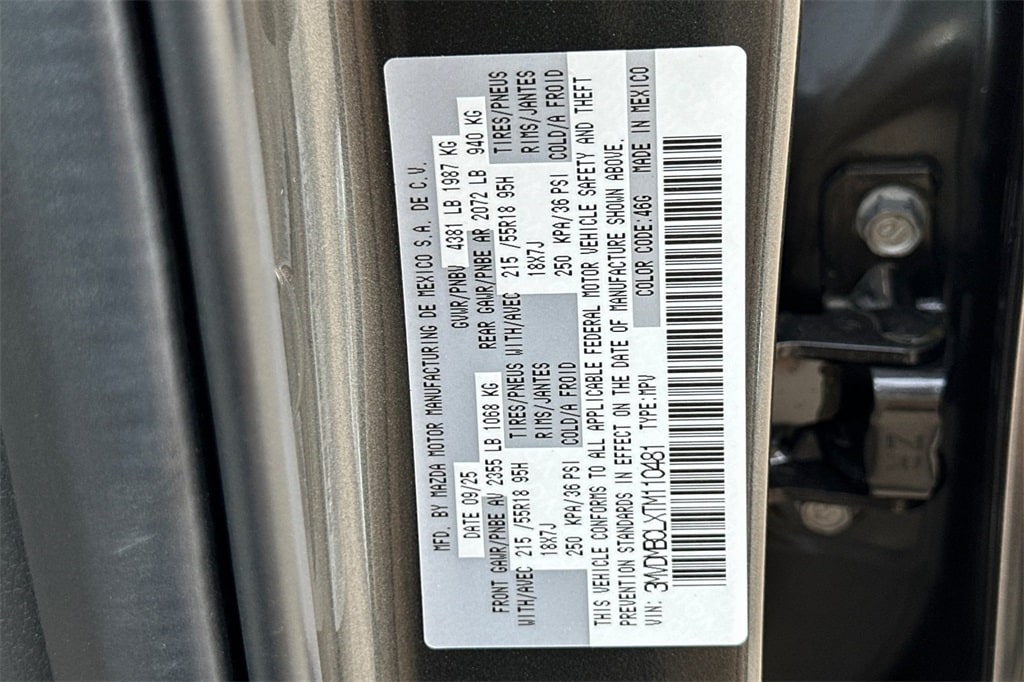 MFD. BY MAZDA MOTOR MANUFACTURING DE MEXICO S.A. DE C.V.
DATE 09/25 GVWR/PNBV 4381 LB 1987 KG
FRONT GAWR/PNBE AV 2355 LB 1068 KG REAR GAWR/PNBE AR 2072 LB 940 KG
WITH/AVEC 215 /55R18 95H TIRES/PNEUS WITH/AVEC 215 /55R18 95H TIRES/PNEUS
18X7J RIMS/JANTES 18X7J RIMS/JANTES
250 KPA/36 PSI COLD/A FROID 250 KPA/36 PSI COLD/A FROID
THIS VEHICLE CONFORMS TO ALL APPLICABLE FEDERAL MOTOR VEHICLE SAFETY AND THEFT
PREVENTION STANDARDS IN EFFECT ON THE DATE OF MANUFACTURE SHOWN ABOVE.
VIN: 3MVDMBCLXTM110481 TYPE:MPV COLOR CODE:46G MADE IN MEXICO